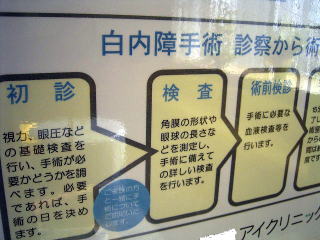 白内障手術 診察から術
初診
視力、眼圧など
の基礎検査を
行い、手術が必
要かどうかを調
べます。必要
であれば、手
術の日を決め
ます。
検査
角膜の形状や
眼球の長さな
どを測定し、
手術に備えて
の詳しい検査
を行います。
術前検診
手術に必要な
血液検査等を
行います。
アイクリニック